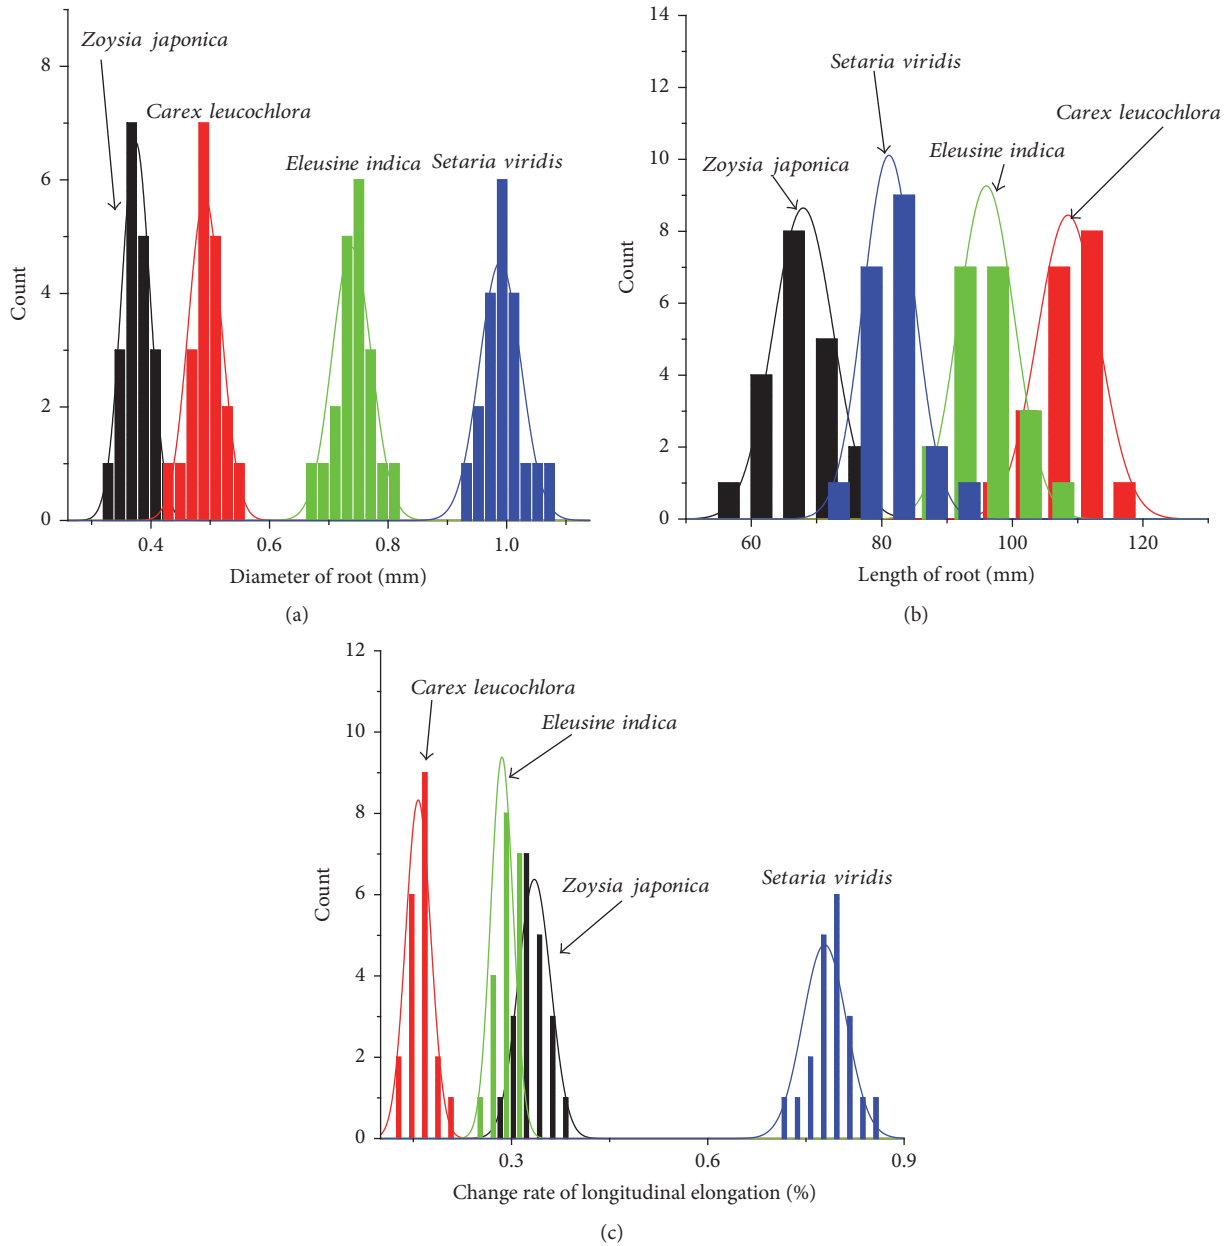 Zoysia japonica
Carex leucochlora
Eleusine indica
Setaria viridis
8
6
4
2
0
Count
0.4
0.6
0.8
1.0
Diameter of root (mm)
(a)
14
12
10
8
6
4
2
0
Count
Setaria viridis
Carex leucochlora
Eleusine indica
Zoysia japonica
60
80
100
120
Length of root (mm)
(b)
12
10
8
6
4
2
0
Count
Carex leucochlora
Eleusine indica
Zoysia japonica
Setaria viridis
0.3
0.6
0.9
Change rate of longitudinal elongation (%)
(c)